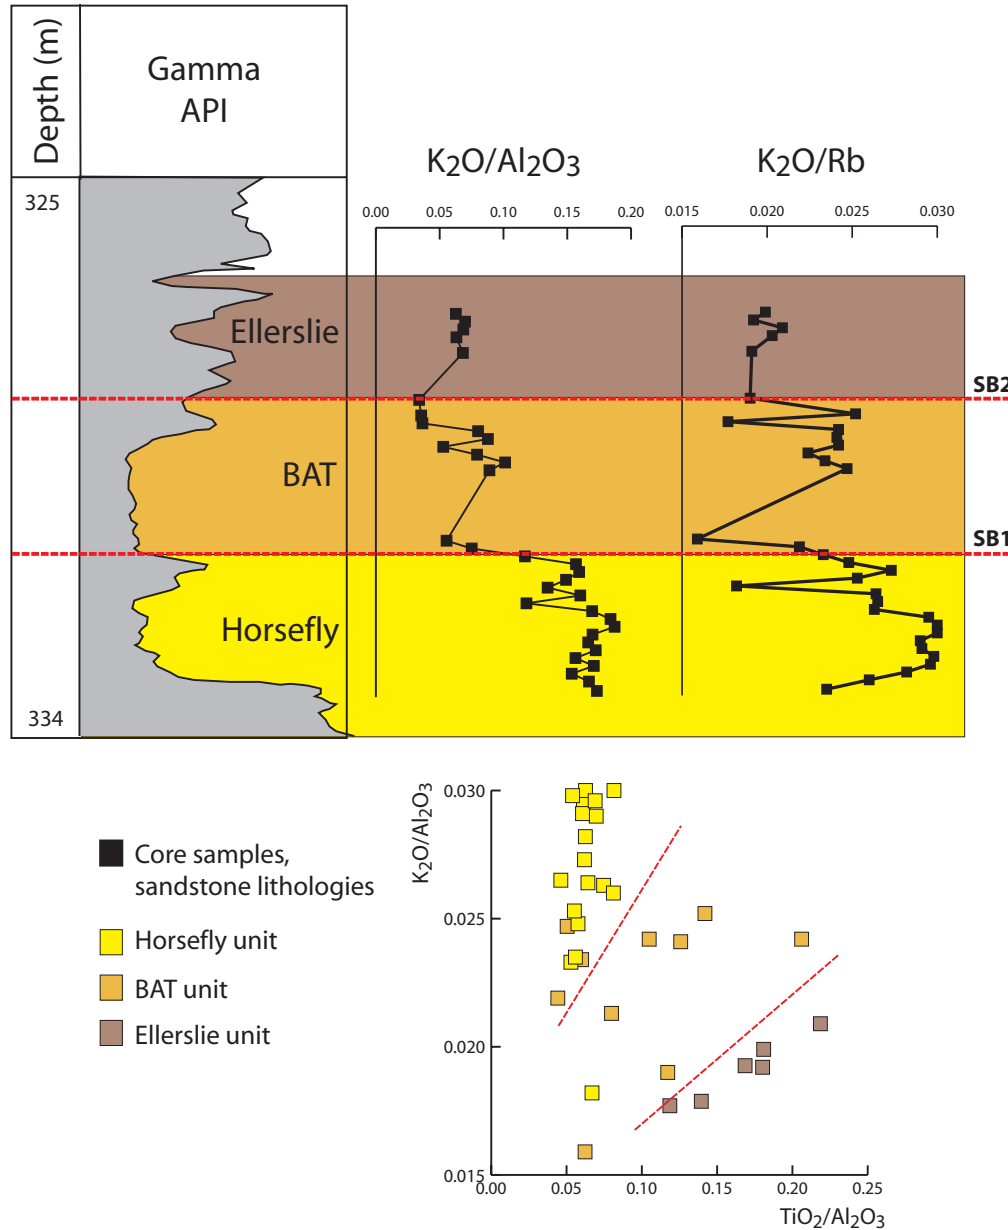 Depth (m)
Gamma
API
K₂O/Al₂O₃
K₂O/Rb
0.00
0.05
0.10
0.15
0.20
0.015
0.020
0.025
0.030
325
Ellerslie
SB2
BAT
SB1
Horsefly
334
Core samples,
sandstone lithologies
Horsefly unit
BAT unit
Ellerslie unit
K₂O/Al₂O₃
0.030
0.025
0.020
0.015
0.00
0.05
0.10
0.15
0.20
0.25
TiO₂/Al₂O₃